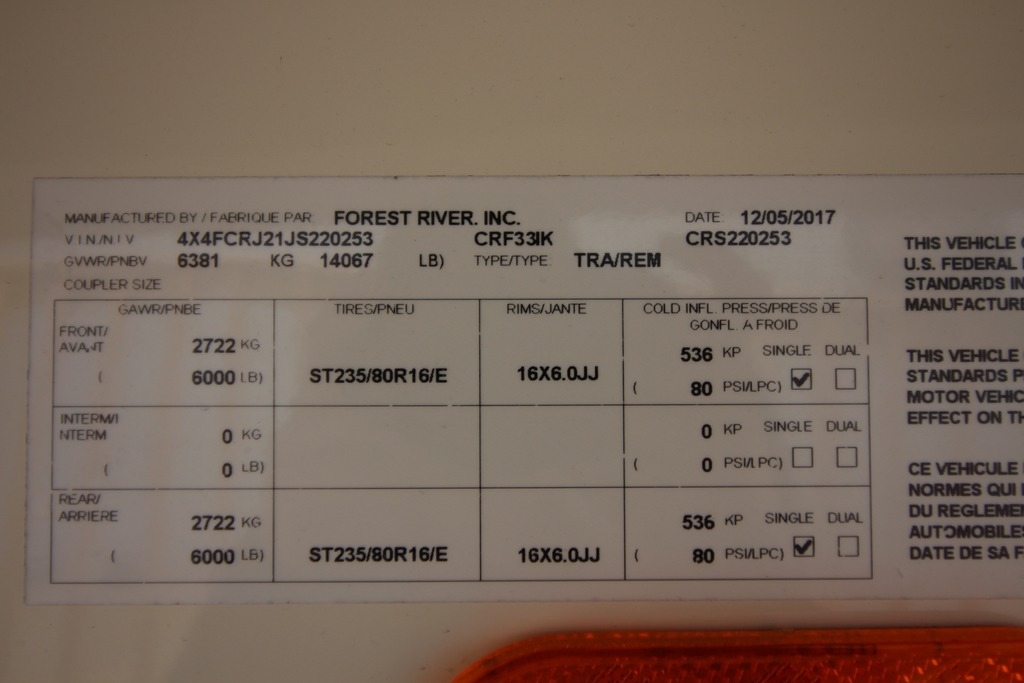 MANUFACTURED BY / FABRIQUE PAR FOREST RIVER. INC. DATE: 12/05/2017
VIN/NIV 4X4FCRJ21JS220253 CRF33IK CRS220253
GVWR/PNBV 6381 KG 14067 LB) TYPE/TYPE TRA/REM
COUPLER SIZE
GAWR/PNBE TIRES/PNEU RIMS/JANTE COLD INFL. PRESS/PRESS DE
GONFL. A FROID
FRONT/
AVANT 2722 KG 536 KP SINGLE DUAL
( 6000 LB) ST235/80R16/E 16X6.0JJ ( 80 PSI/LPC)
INTERM/I
NTERM 0 KG 0 KP SINGLE DUAL
( 0 LB) ( 0 PSI/LPC)
REAR/
ARRIERE 2722 KG 536 KP SINGLE DUAL
( 6000 LB) ST235/80R16/E 16X6.0JJ ( 80 PSI/LPC)
THIS VEHICLE
U.S. FEDERAL
STANDARDS IN
MANUFACTURE
THIS VEHICLE
STANDARDS
MOTOR VEHIC
EFFECT ON TH
CE VEHICULE
NORMES QUI
DU REGLEME
AUTOMOBILES
DATE DE SA F